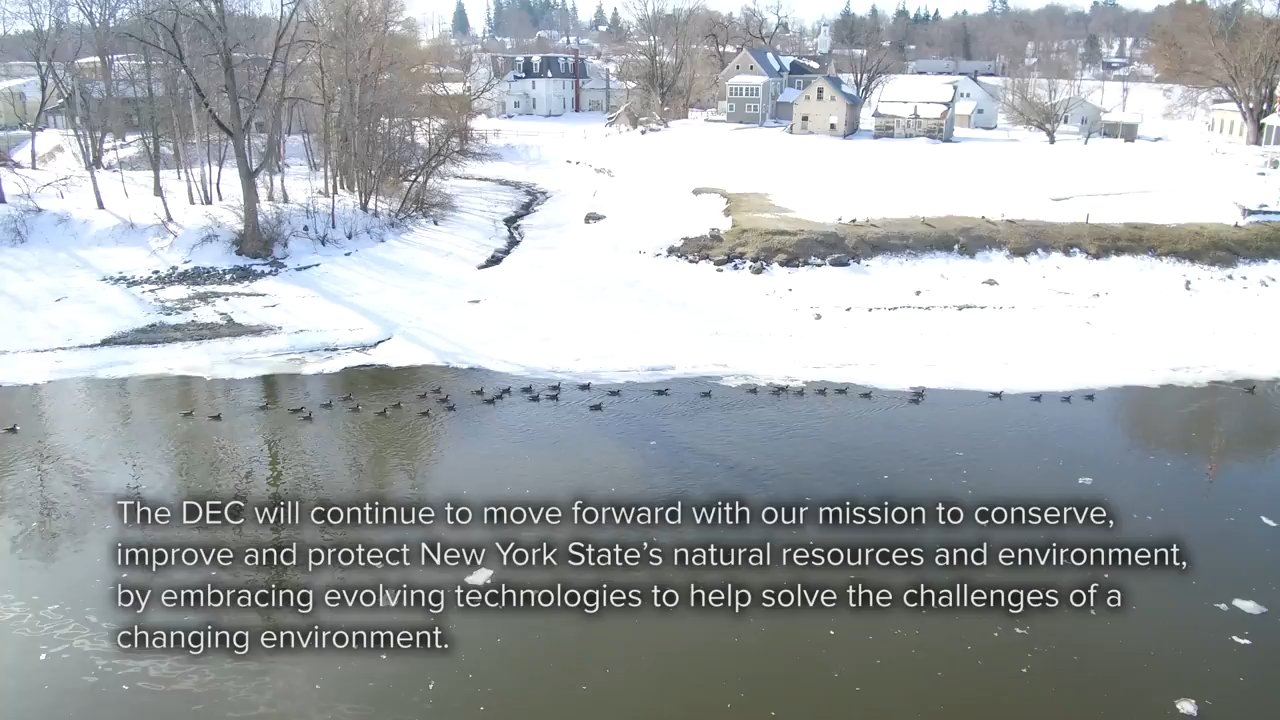 The DEC will continue to move forward with our mission to conserve,
improve and protect New York State’s natural resources and environment,
by embracing evolving technologies to help solve the challenges of a
changing environment.